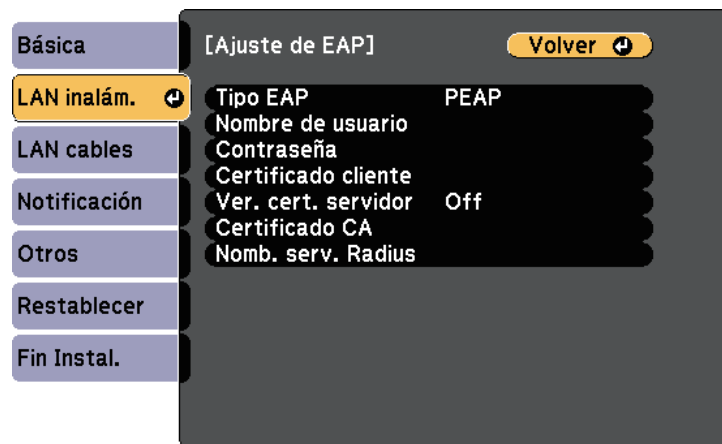 Básica
LAN inalám.
LAN cables
Notificación
Otros
Restablecer
Fin Instal.
[Ajuste de EAP]
Volver
Tipo EAP PEAP
Nombre de usuario
Contraseña
Certificado cliente
Ver. cert. servidor Off
Certificado CA
Nomb. serv. Radius